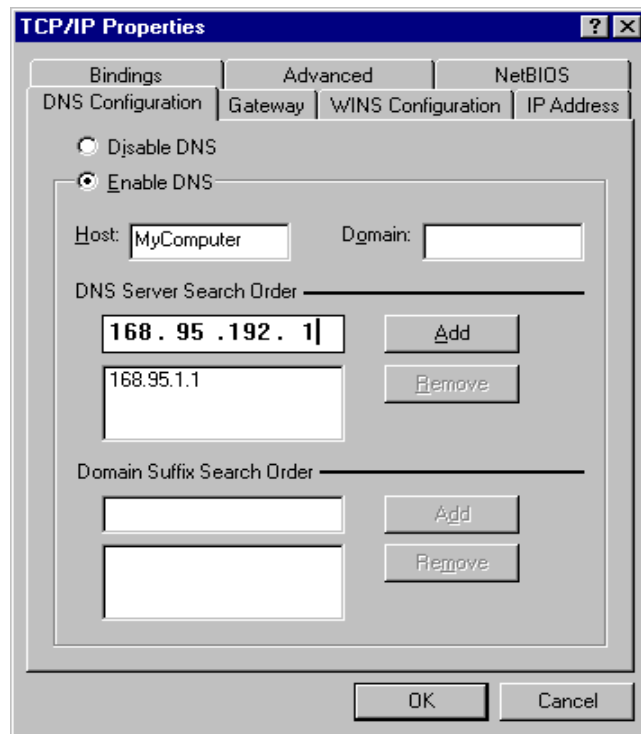 TCP/IP Properties
Bindings Advanced NetBIOS
DNS Configuration Gateway WINS Configuration IP Address
Disable DNS
Enable DNS
Host: MyComputer Domain:
DNS Server Search Order
168 . 95 .192 . 1 Add
168.95.1.1 Remove
Domain Suffix Search Order
Add
Remove
OK Cancel